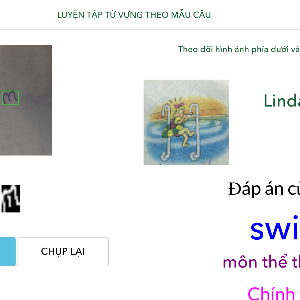 LUYỆN TẬP TỪ VỰNG THEO MẪU CÂU
Theo dõi hình ảnh phía dưới và
m
Linda
Đáp án củ
swi
môn thể th
CHỤP LẠI
Chính